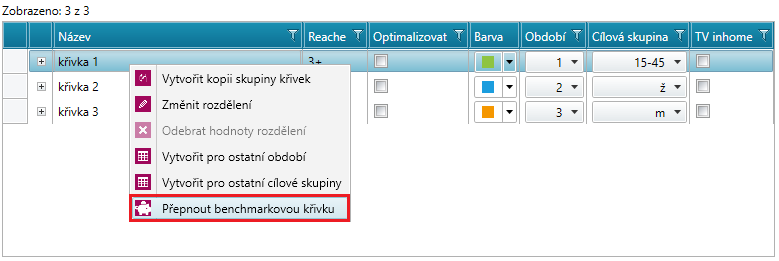 Zobrazeno: 3 z 3
Název Reache Optimalizovat Barva Období Cílová skupina TV inhome
křivka 1 3+ 1 15-45
křivka 2 2 ž
křivka 3 3 m
Vytvořit kopii skupiny křivek
Změnit rozdělení
Odebrat hodnoty rozdělení
Vytvořit pro ostatní období
Vytvořit pro ostatní cílové skupiny
Přepnout benchmarkovou křivku